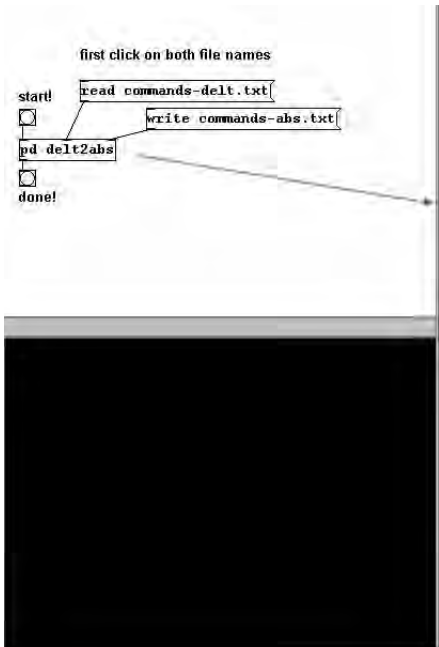 first click on both file names
start!
read commands-delt.txt
write commands-abs.txt
pd delt2abs
done!